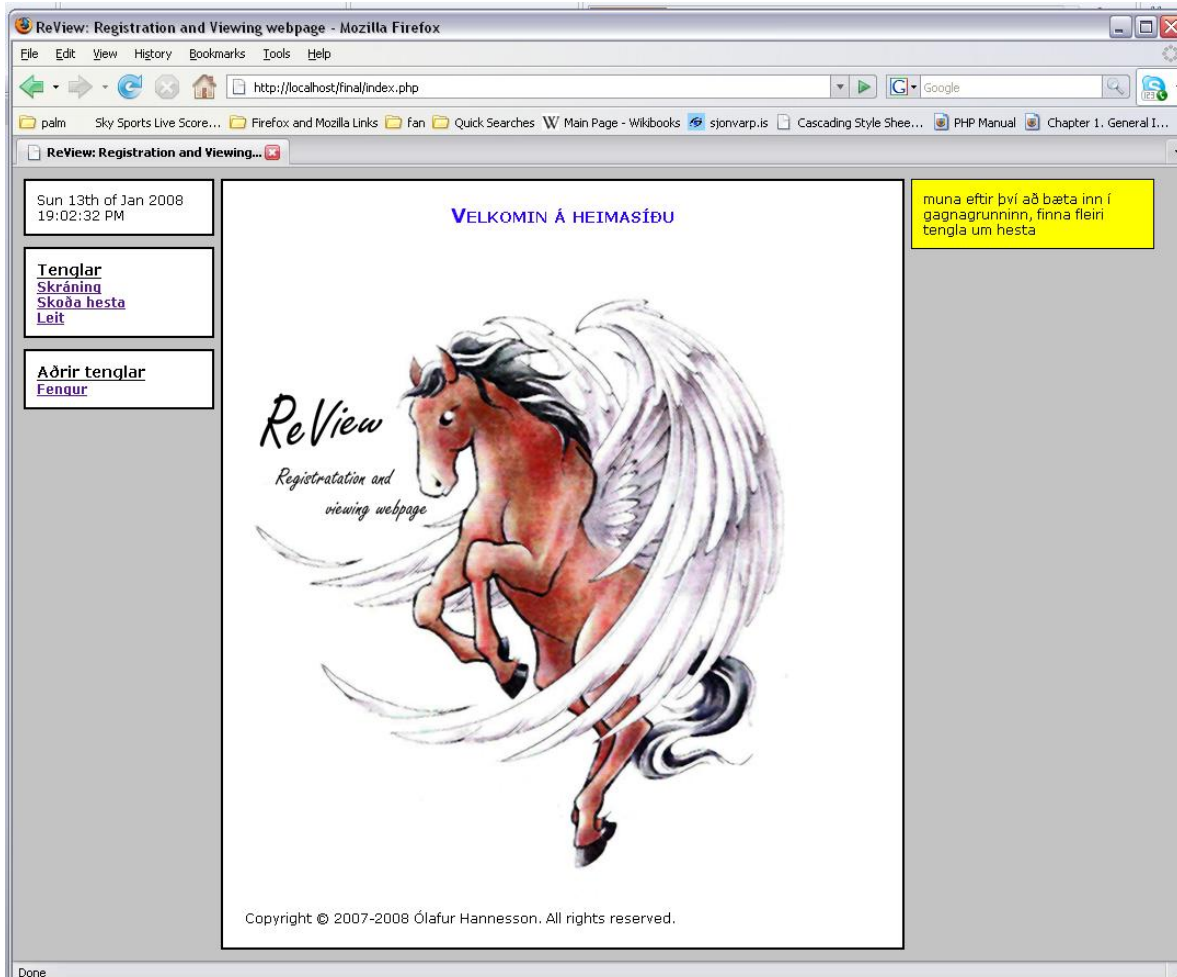 ReView: Registration and Viewing webpage - Mozilla Firefox
File Edit View History Bookmarks Tools Help
http://localhost/final/index.php
G Google
palm Sky Sports Live Score... Firefox and Mozilla Links fan Quick Searches W Main Page - Wikibooks sjonvarp.is Cascading Style Shee... PHP Manual Chapter 1. General I...
ReView: Registration and Viewing...
Sun 13th of Jan 2008
19:02:32 PM
Tenglar
Skráning
Skoða hesta
Leit
Aðrir tenglar
Fengur
VELKOMIN Á HEIMASÍÐU
ReView
Registratation and
viewing webpage
Copyright © 2007-2008 Ólafur Hannesson. All rights reserved.
muna eftir því að bæta inn í
gagnagrunninn, finna fleiri
tengla um hesta
Done